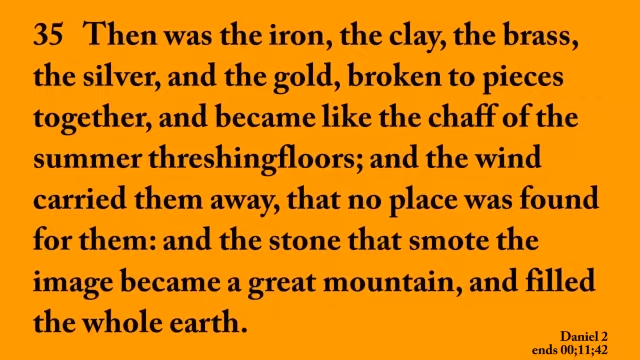 35 Then was the iron, the clay, the brass,
the silver, and the gold, broken to pieces
together, and became like the chaff of the
summer threshingfloors; and the wind
carried them away, that no place was found
for them: and the stone that smote the
image became a great mountain, and filled
the whole earth.
Daniel 2
ends 00;11;42